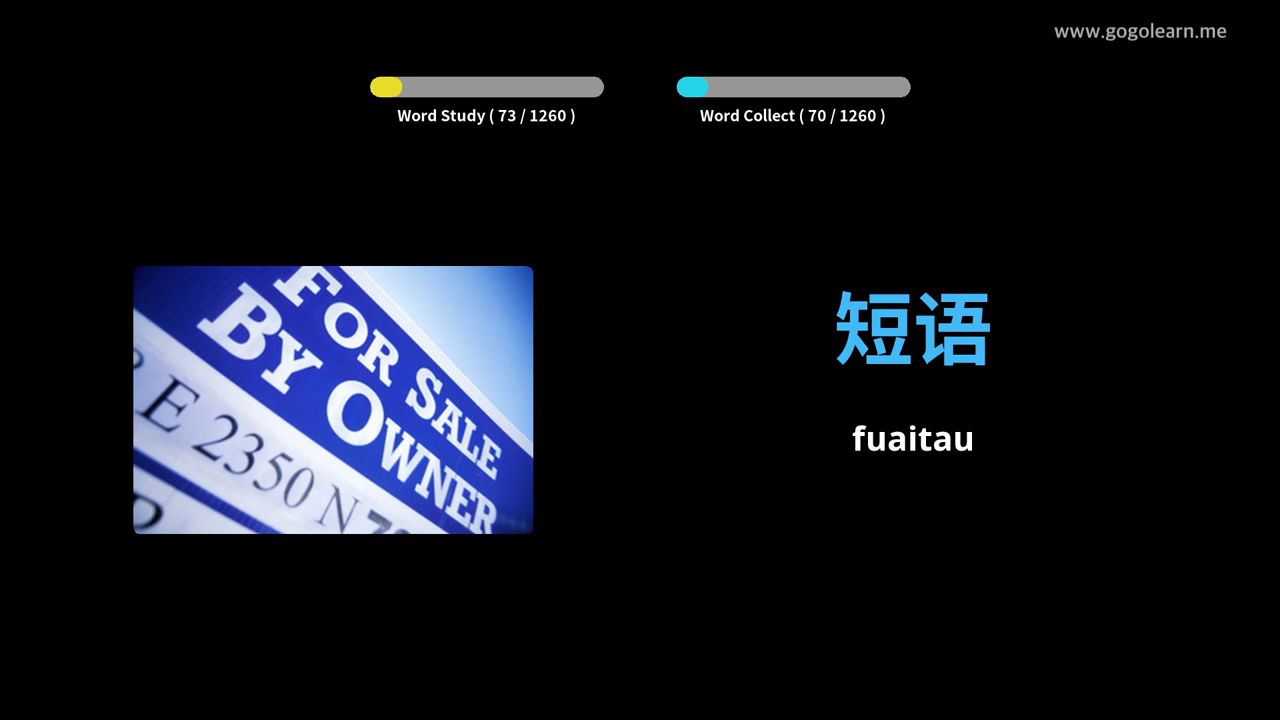 www.gogolearn.me
Word Study ( 73 / 1260 )
Word Collect ( 70 / 1260 )
FOR SALE
BY OWNER
E 2350 N
短语
fuaitau